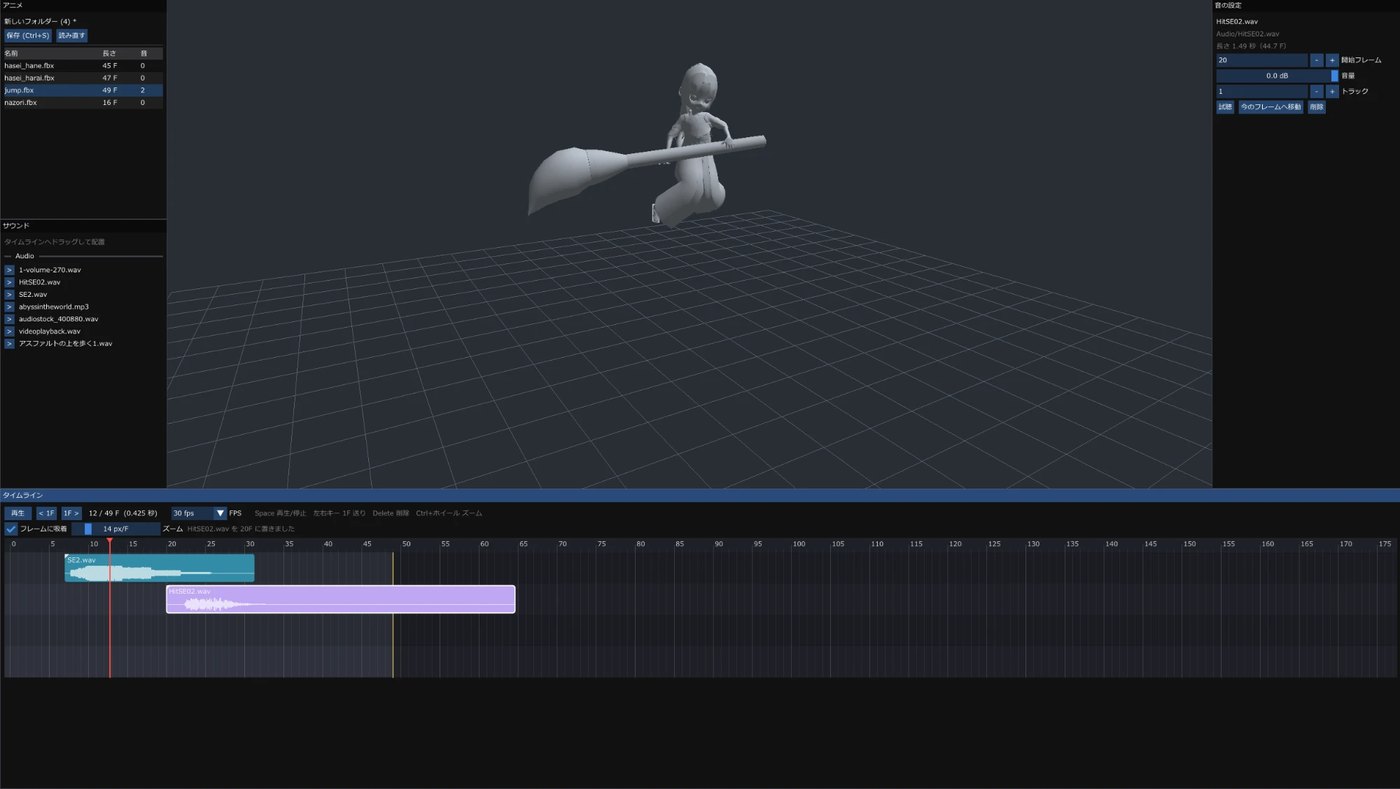 アニメ
新しいフォルダー (4) *
保存 (Ctrl+S) 読み直す
名前 長さ 音
hasei_hane.fbx 45 F 0
hasei_harai.fbx 47 F 0
jump.fbx 49 F 2
nazori.fbx 16 F 0
サウンド
タイムラインへドラッグして配置
Audio
> 1-volume-270.wav
> HitSE02.wav
> SE2.wav
> abyssintheworld.mp3
> audiostock_400880.wav
> videoplayback.wav
> アスファルトの上を歩く1.wav
音の設定
HitSE02.wav
Audio/HitSE02.wav
長さ 1.49 秒 (44.7 F)
20 - + 開始フレーム
0.0 dB 音量
1 - + トラック
試聴 今のフレームへ移動 削除
タイムライン
再生 < 1F 1F > 12 / 49 F (0.425 秒) 30 fps FPS Space 再生/停止 左右キー 1F 送り Delete 削除 Ctrl+ホイール ズーム
フレームに吸着 14 px/F ズーム HitSE02.wav を 20F に置きました
0 5 10 15 20 25 30 35 40 45 50 55 60 65 70 75 80 85 90 95 100 105 110 115 120 125 130 135 140 145 150 155 160 165 170 175
SE2.wav
HitSE02.wav